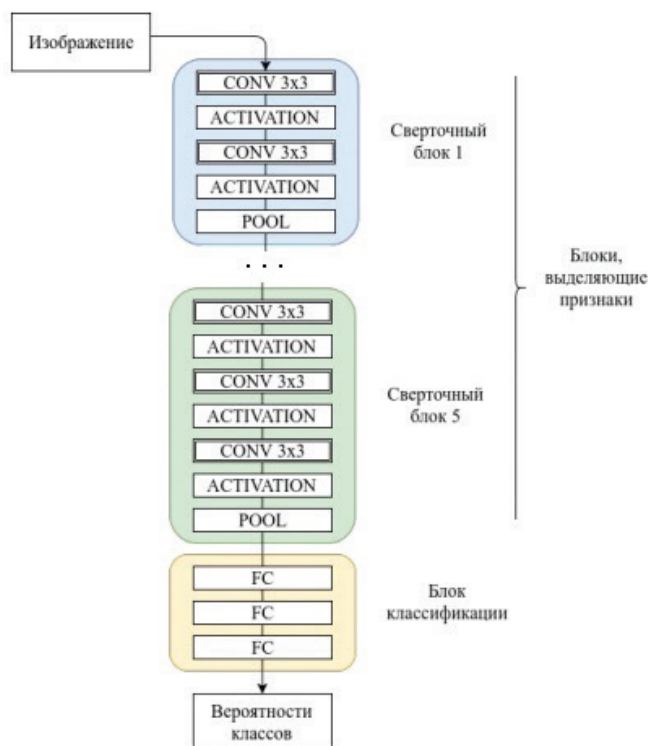 Изображение
CONV 3x3
ACTIVATION
CONV 3x3
ACTIVATION
POOL
Сверточный
блок 1
. . .
Блоки,
выделяющие
признаки
CONV 3x3
ACTIVATION
CONV 3x3
ACTIVATION
CONV 3x3
ACTIVATION
POOL
Сверточный
блок 5
FC
FC
FC
Блок
классификации
Вероятности
классов